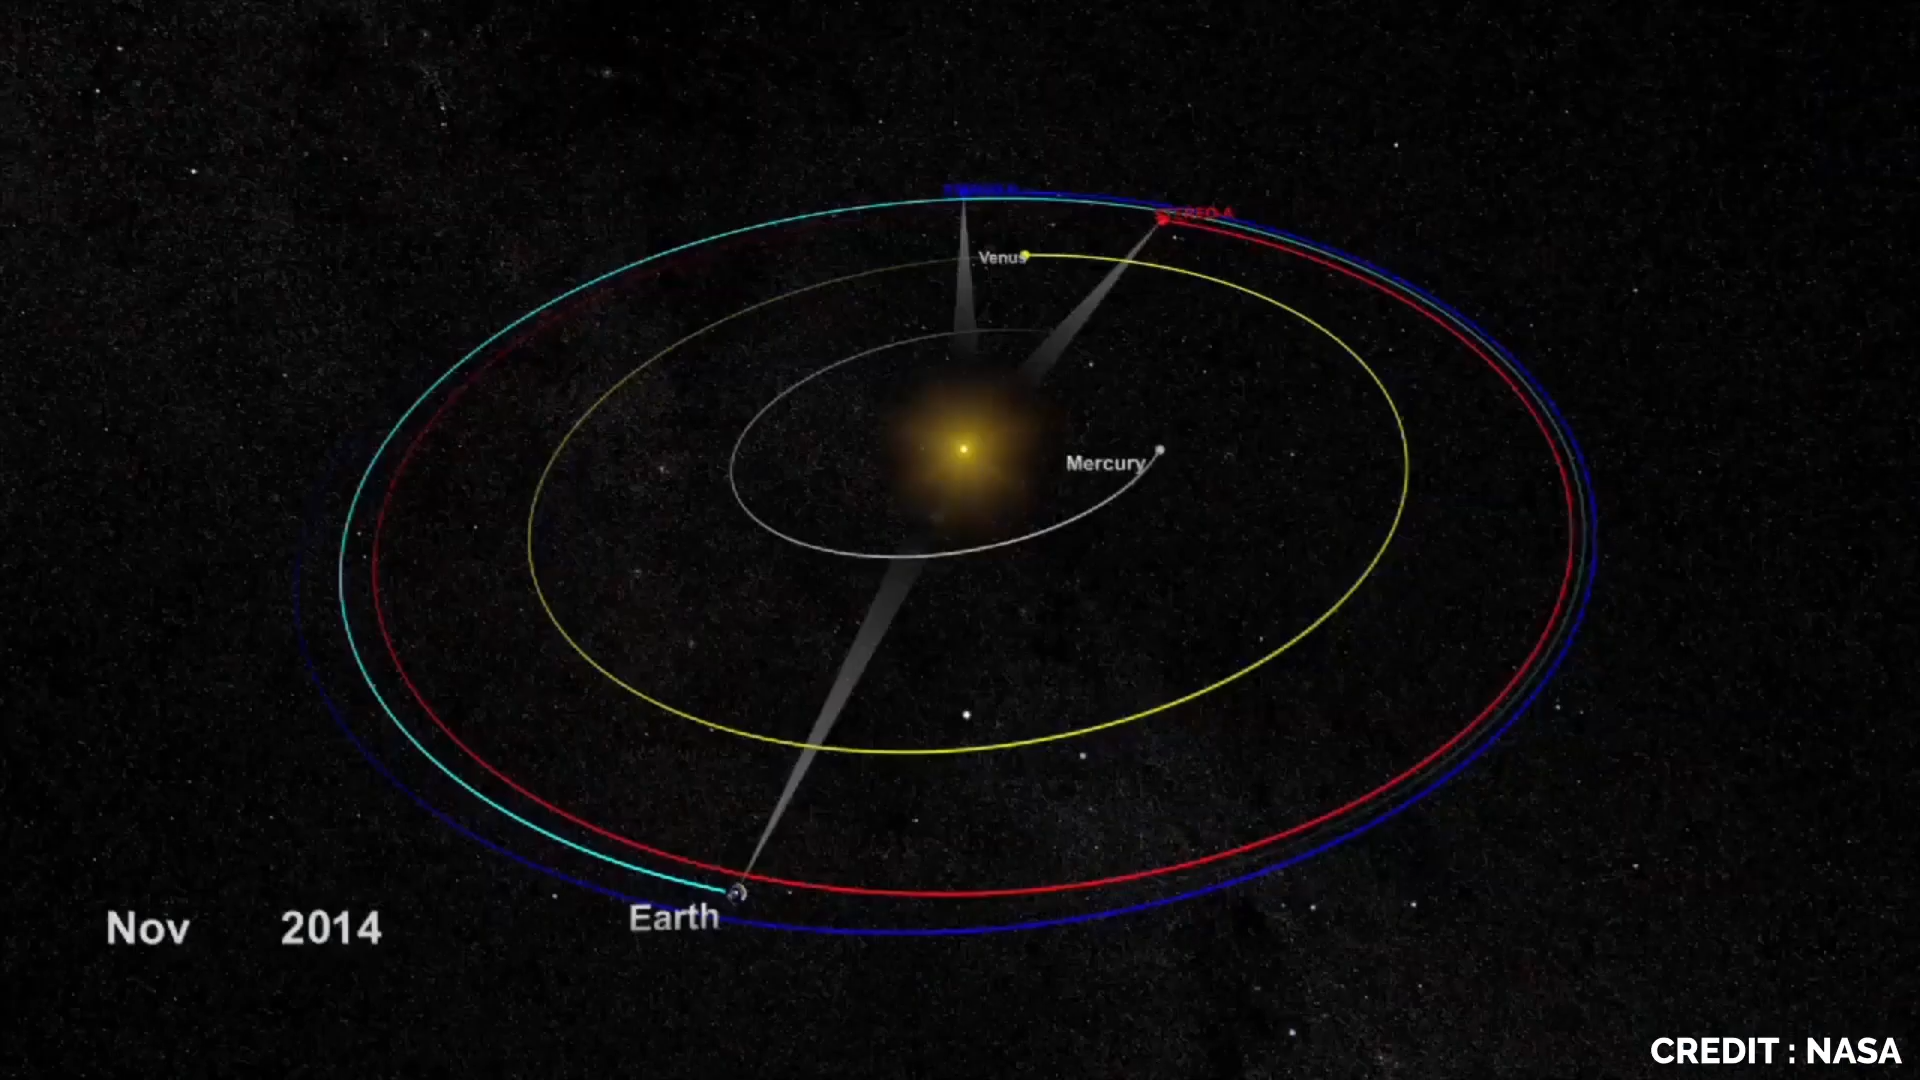 Venus
Mercury
Earth
Nov 2014
CREDIT : NASA